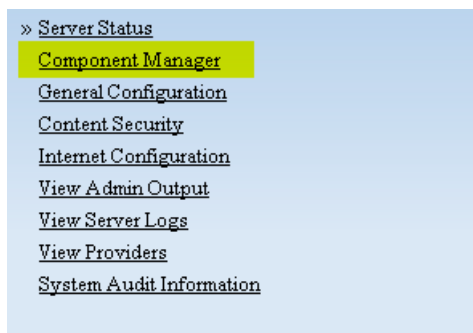 » Server Status
Component Manager
General Configuration
Content Security
Internet Configuration
View Admin Output
View Server Logs
View Providers
System Audit Information